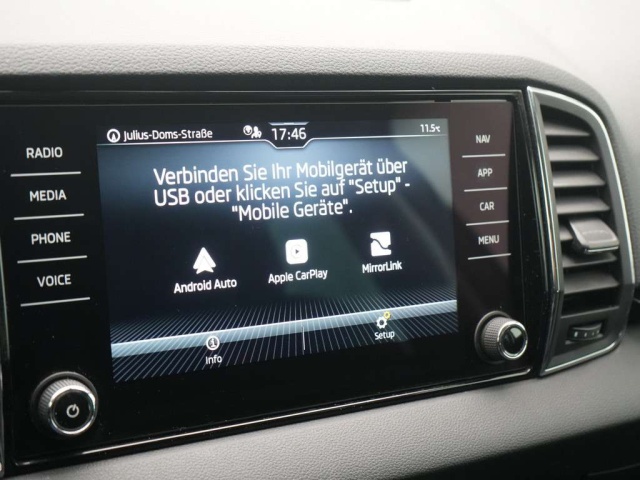 Julius-Doms-Straße 17:46 11.5°C
Verbinden Sie Ihr Mobilgerät über
USB oder klicken Sie auf "Setup" -
"Mobile Geräte".
Android Auto Apple CarPlay MirrorLink
Info Setup
RADIO
MEDIA
PHONE
VOICE
NAV
APP
CAR
MENU